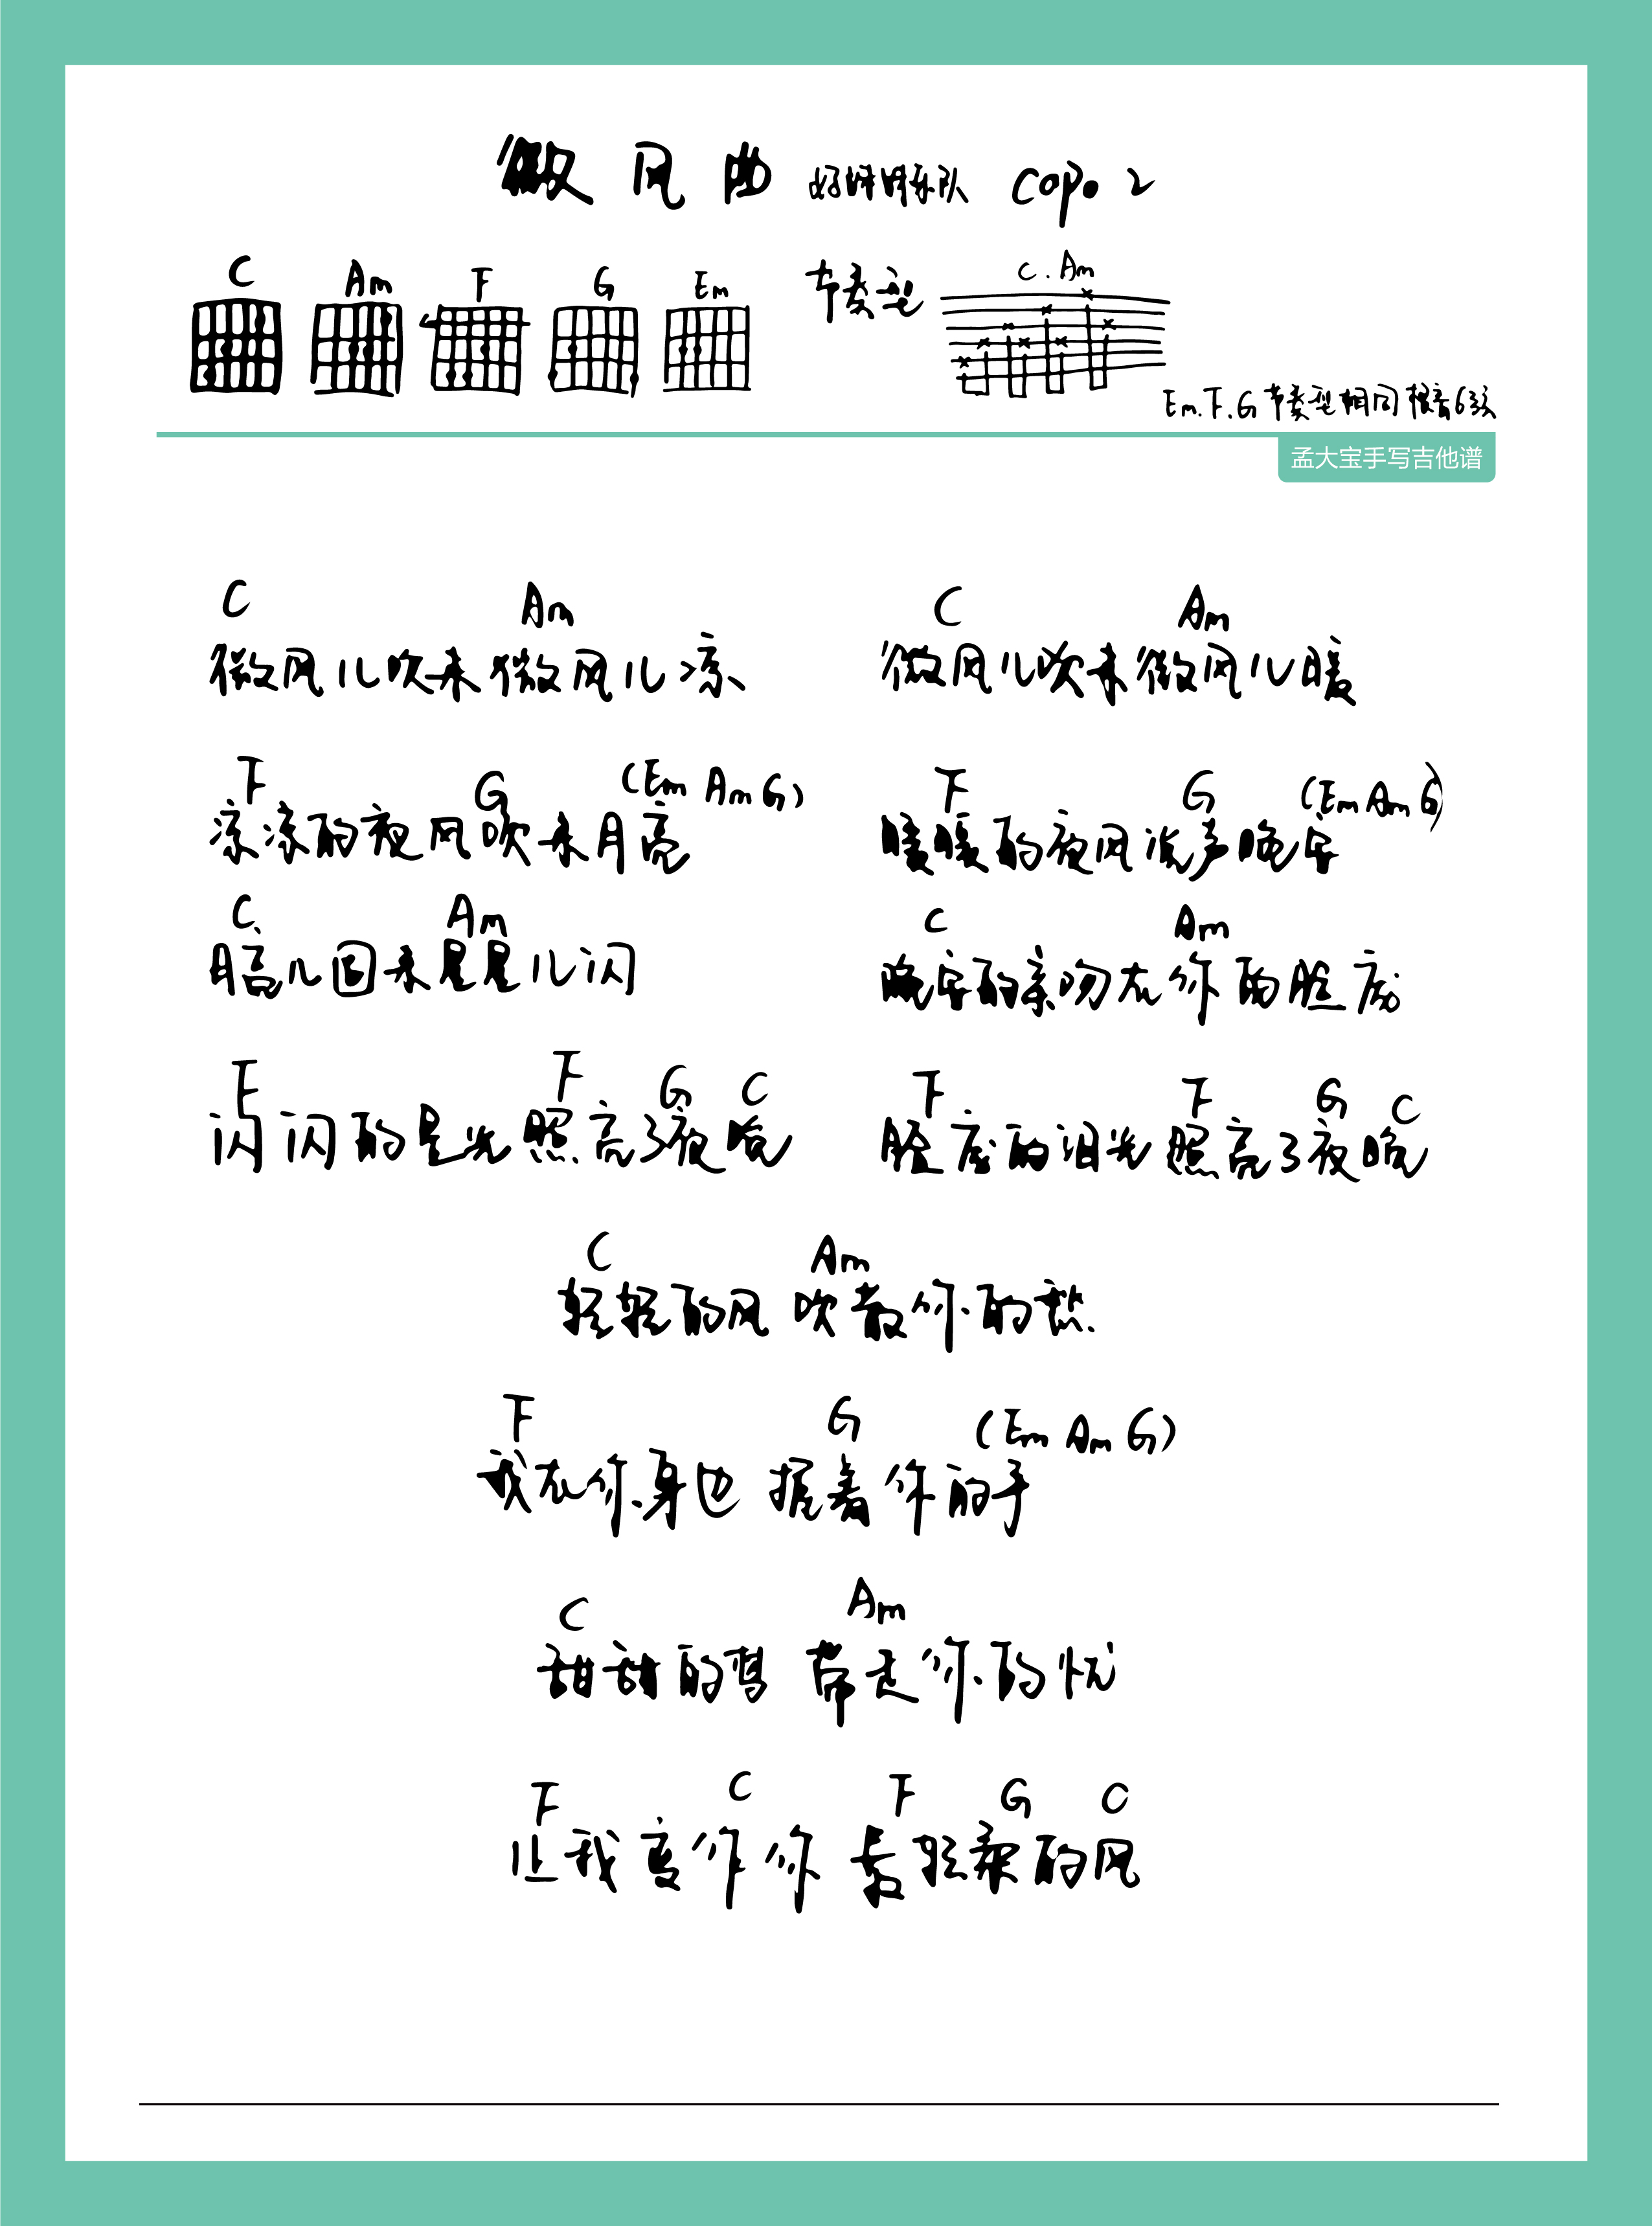 微风曲 好妹妹乐队 Capo 2
C Am F G Em 节奏型 C. Am
Em. F. G 节奏型相同 根音6弦
孟大宝手写吉他谱
C Am
微风儿吹来微风儿凉
F G (Em Am G)
凉凉的夜风吹来月亮
C Am
月亮儿回来星星儿闪
F F G C
闪闪的星光照亮了夜晚
C Am
微风儿吹来微风儿暖
F G (Em Am G)
暖暖的夜风说声晚安
C Am
晚安的亲吻在你的脸庞
F F G C
脸庞的泪光照亮了夜晚
C Am
轻轻的风 吹散你的愁
F G (Em Am G)
我在你身边 握着你的手
C Am
甜甜的梦 带走你的忧
F C F G C
让我变作你 最轻柔的风